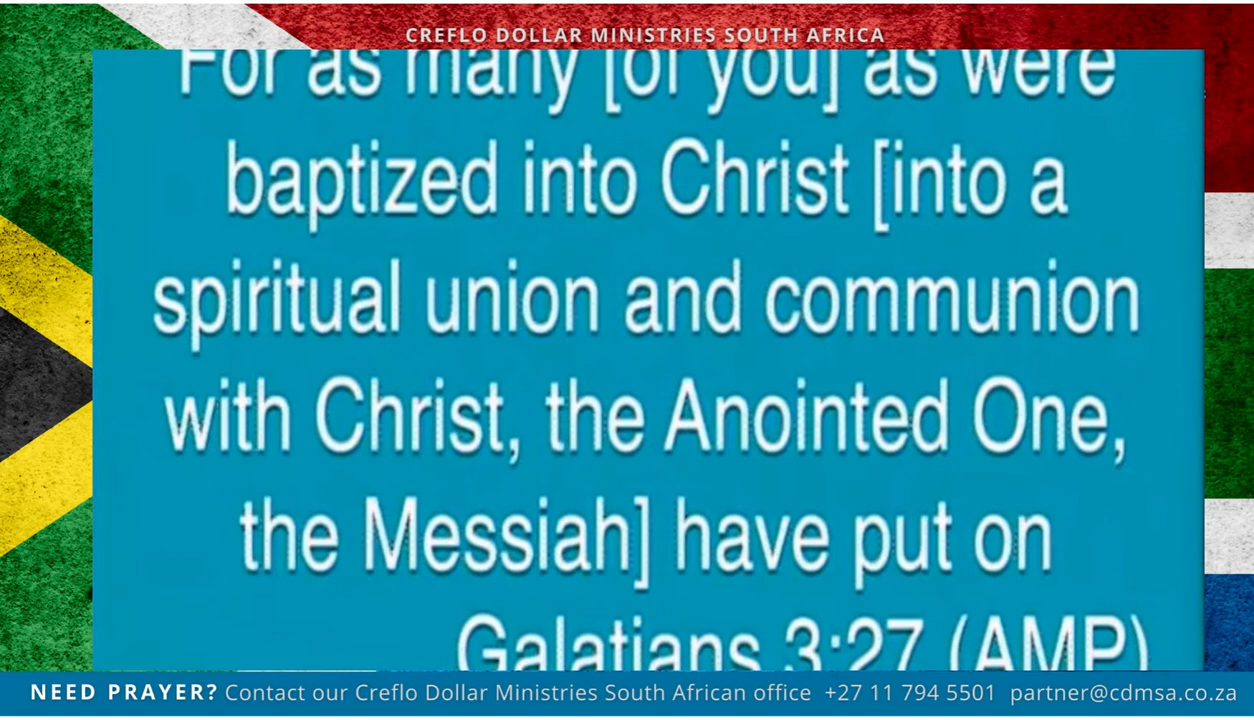 CREFLO DOLLAR MINISTRIES SOUTH AFRICA
For as many [of you] as were
baptized into Christ [into a
spiritual union and communion
with Christ, the Anointed One,
the Messiah] have put on
Galatians 3:27 (AMP)
NEED PRAYER? Contact our Creflo Dollar Ministries South African office +27 11 794 5501 partner@cdmsa.co.za